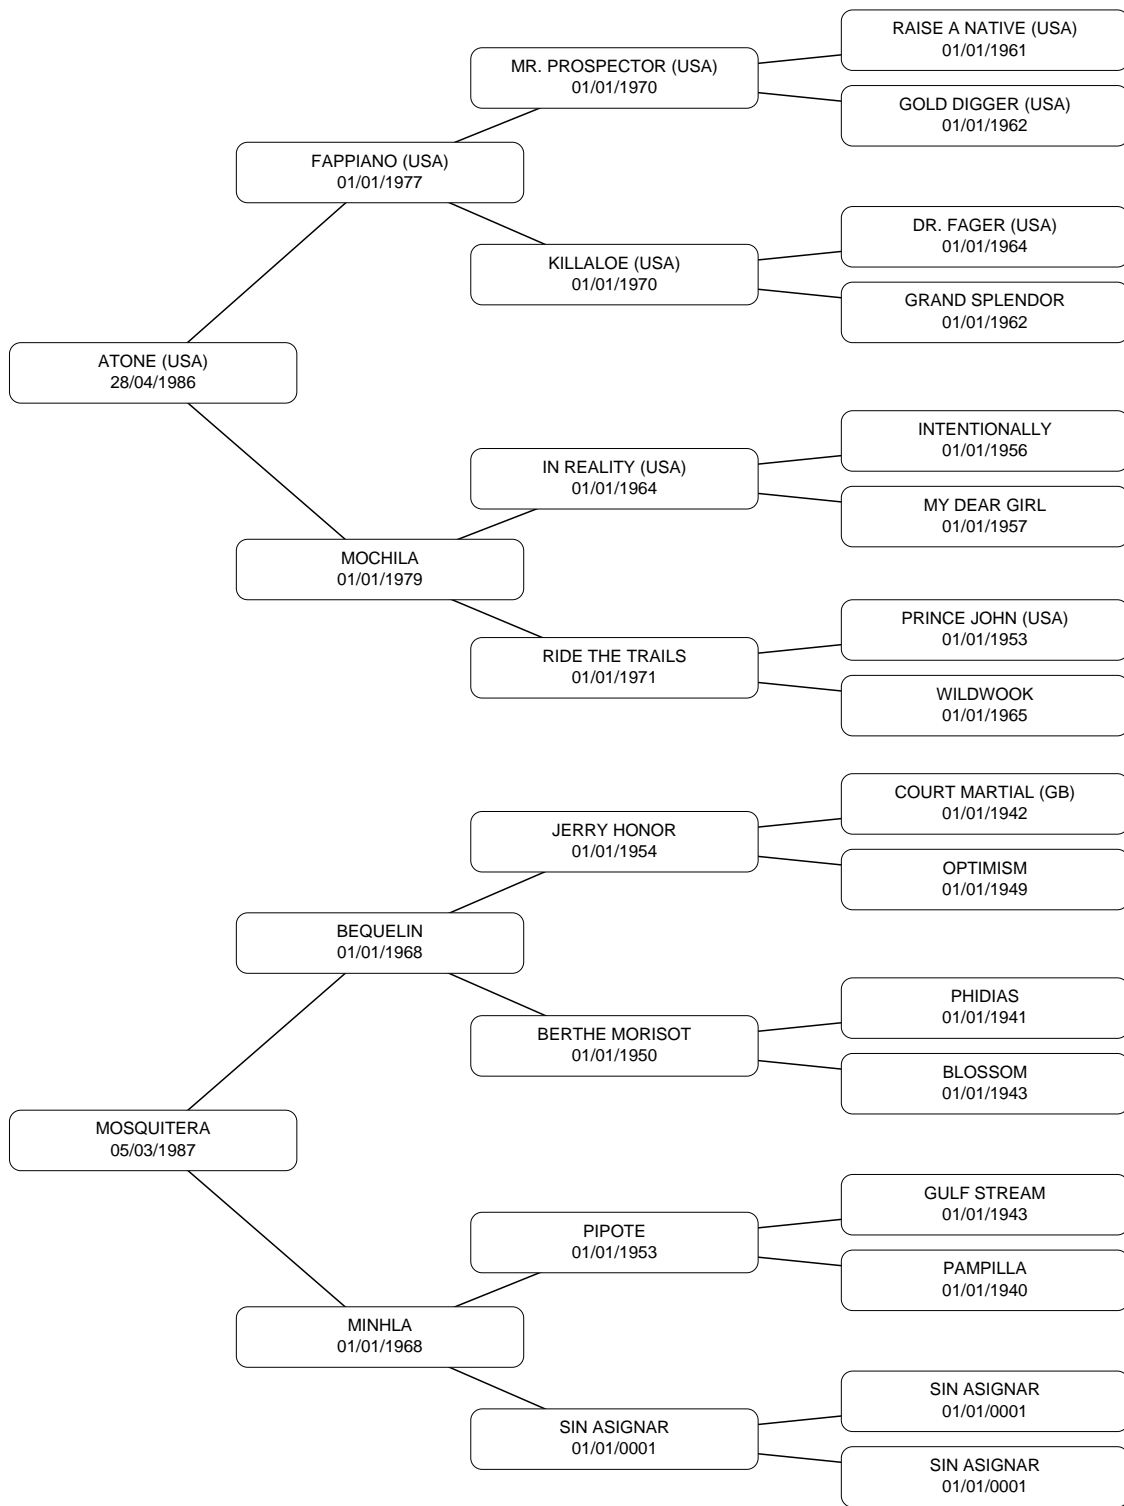 RAISE A NATIVE (USA)
01/01/1961
MR. PROSPECTOR (USA)
01/01/1970
GOLD DIGGER (USA)
01/01/1962
FAPPIANO (USA)
01/01/1977
DR. FAGER (USA)
01/01/1964
KILLALOE (USA)
01/01/1970
GRAND SPLENDOR
01/01/1962
ATONE (USA)
28/04/1986
INTENTIONALLY
01/01/1956
IN REALITY (USA)
01/01/1964
MY DEAR GIRL
01/01/1957
MOCHILA
01/01/1979
PRINCE JOHN (USA)
01/01/1953
RIDE THE TRAILS
01/01/1971
WILDWOOK
01/01/1965
COURT MARTIAL (GB)
01/01/1942
JERRY HONOR
01/01/1954
OPTIMISM
01/01/1949
BEQUELIN
01/01/1968
PHIDIAS
01/01/1941
BERTHE MORISOT
01/01/1950
BLOSSOM
01/01/1943
MOSQUITERA
05/03/1987
GULF STREAM
01/01/1943
PIPOTE
01/01/1953
PAMPILLA
01/01/1940
MINHLA
01/01/1968
SIN ASIGNAR
01/01/0001
SIN ASIGNAR
01/01/0001
SIN ASIGNAR
01/01/0001